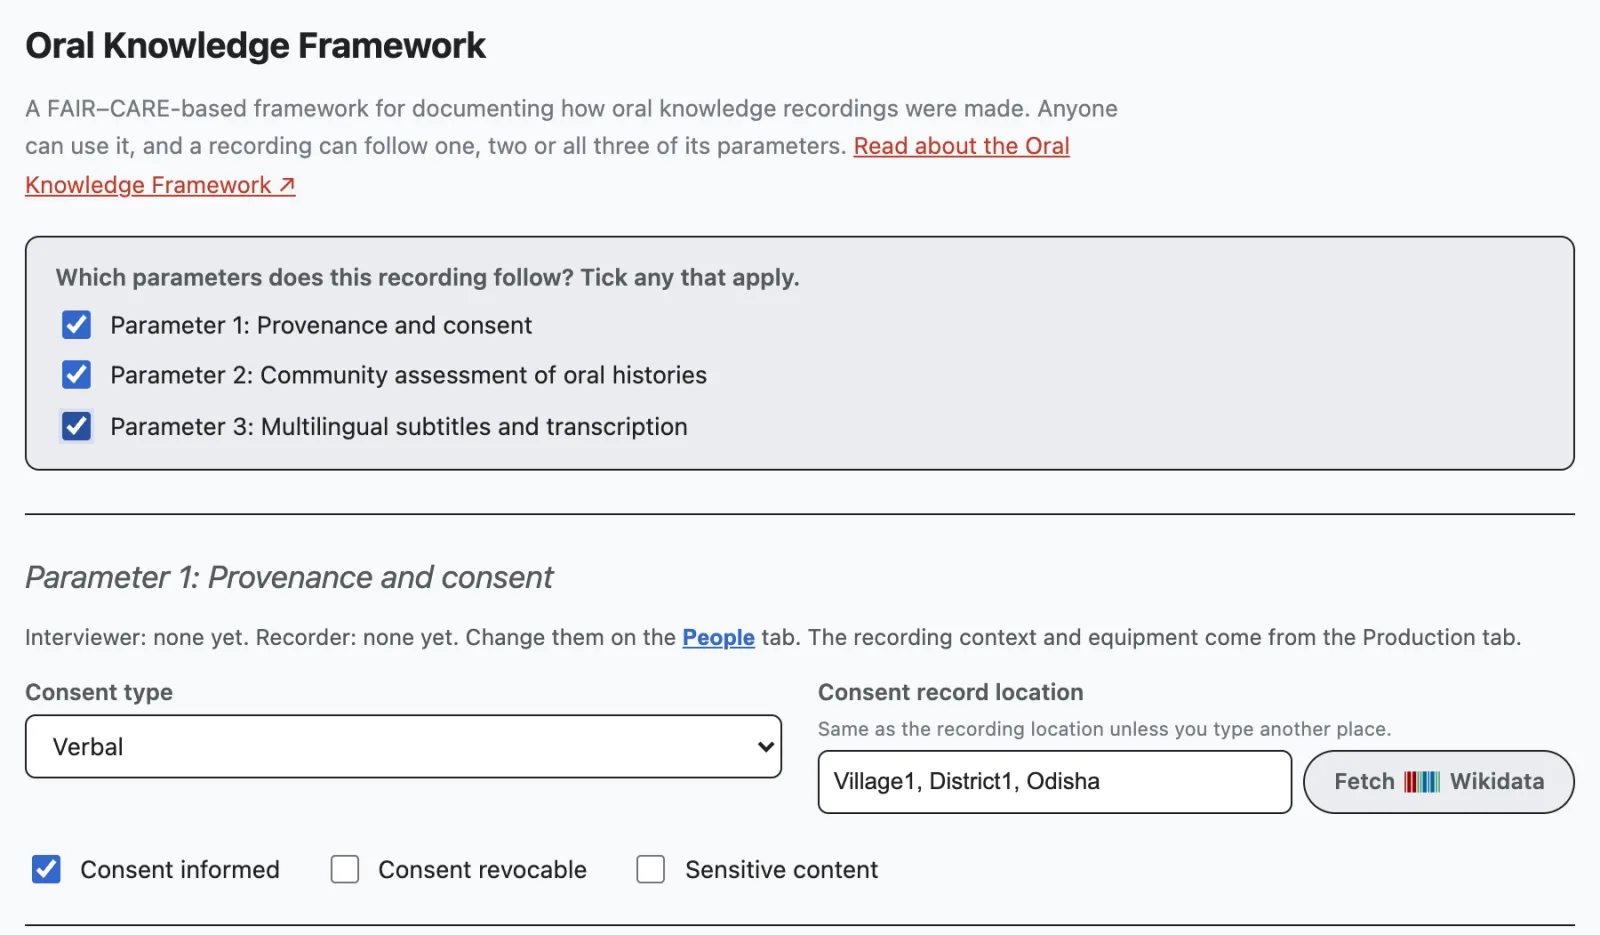 Oral Knowledge Framework
A FAIR–CARE-based framework for documenting how oral knowledge recordings were made. Anyone
can use it, and a recording can follow one, two or all three of its parameters. Read about the Oral
Knowledge Framework ↗
Which parameters does this recording follow? Tick any that apply.
Parameter 1: Provenance and consent
Parameter 2: Community assessment of oral histories
Parameter 3: Multilingual subtitles and transcription
Parameter 1: Provenance and consent
Interviewer: none yet. Recorder: none yet. Change them on the People tab. The recording context and equipment come from the Production tab.
Consent type
Verbal
Consent record location
Same as the recording location unless you type another place.
Village1, District1, Odisha
Fetch Wikidata
Consent informed Consent revocable Sensitive content